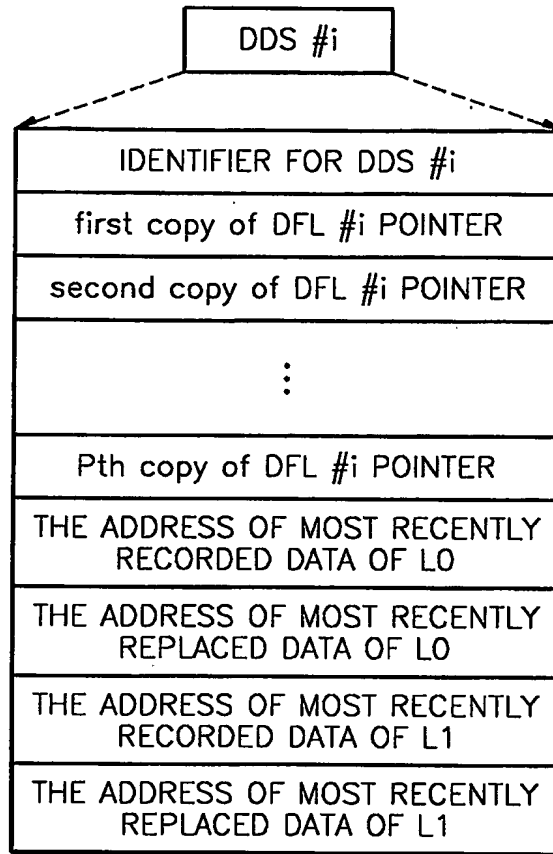 DDS #i
IDENTIFIER FOR DDS #i
first copy of DFL #i POINTER
second copy of DFL #i POINTER
⋮
Pth copy of DFL #i POINTER
THE ADDRESS OF MOST RECENTLY
RECORDED DATA OF L0
THE ADDRESS OF MOST RECENTLY
REPLACED DATA OF L0
THE ADDRESS OF MOST RECENTLY
RECORDED DATA OF L1
THE ADDRESS OF MOST RECENTLY
REPLACED DATA OF L1